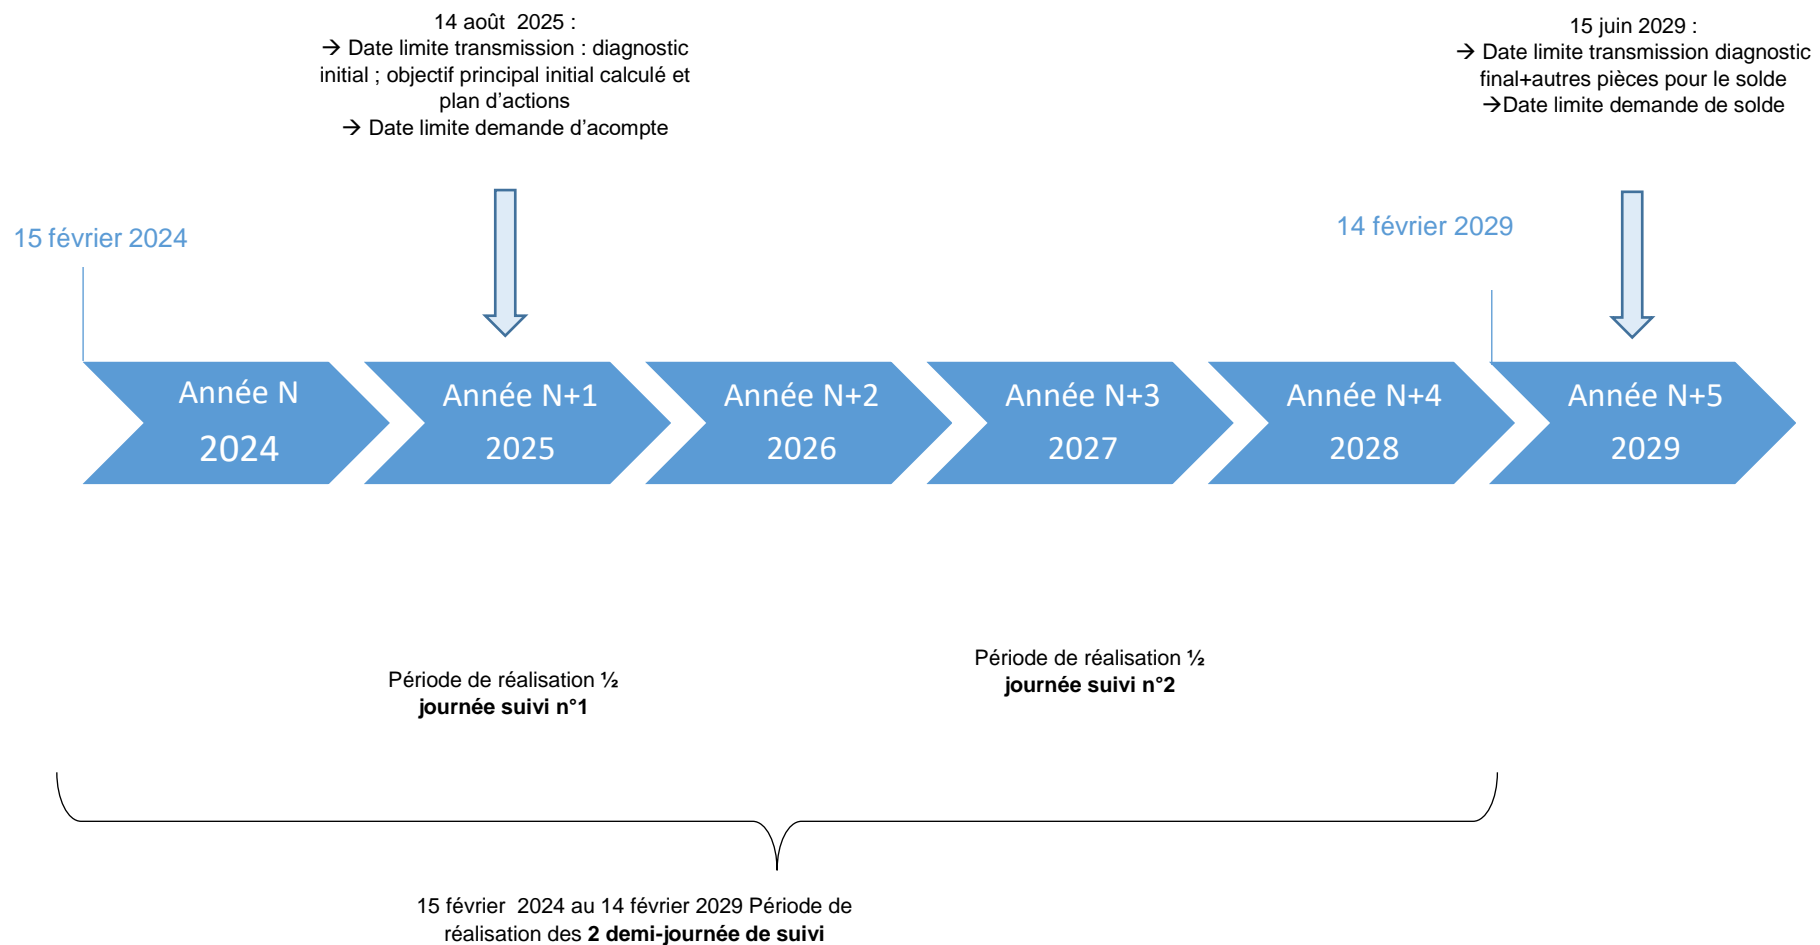 14 août  2025 :
→ Date limite transmission : diagnostic
initial ; objectif principal initial calculé et
plan d’actions
→ Date limite demande d’acompte
15 juin 2029 :
→ Date limite transmission diagnostic
final+autres pièces pour le solde
→Date limite demande de solde
15 février 2024
14 février 2029
Année N
2024
Année N+1
2025
Année N+2
2026
Année N+3
2027
Année N+4
2028
Année N+5
2029
Période de réalisation ½
journée suivi n°1
Période de réalisation ½
journée suivi n°2
15 février  2024 au 14 février 2029 Période de
réalisation des 2 demi-journée de suivi